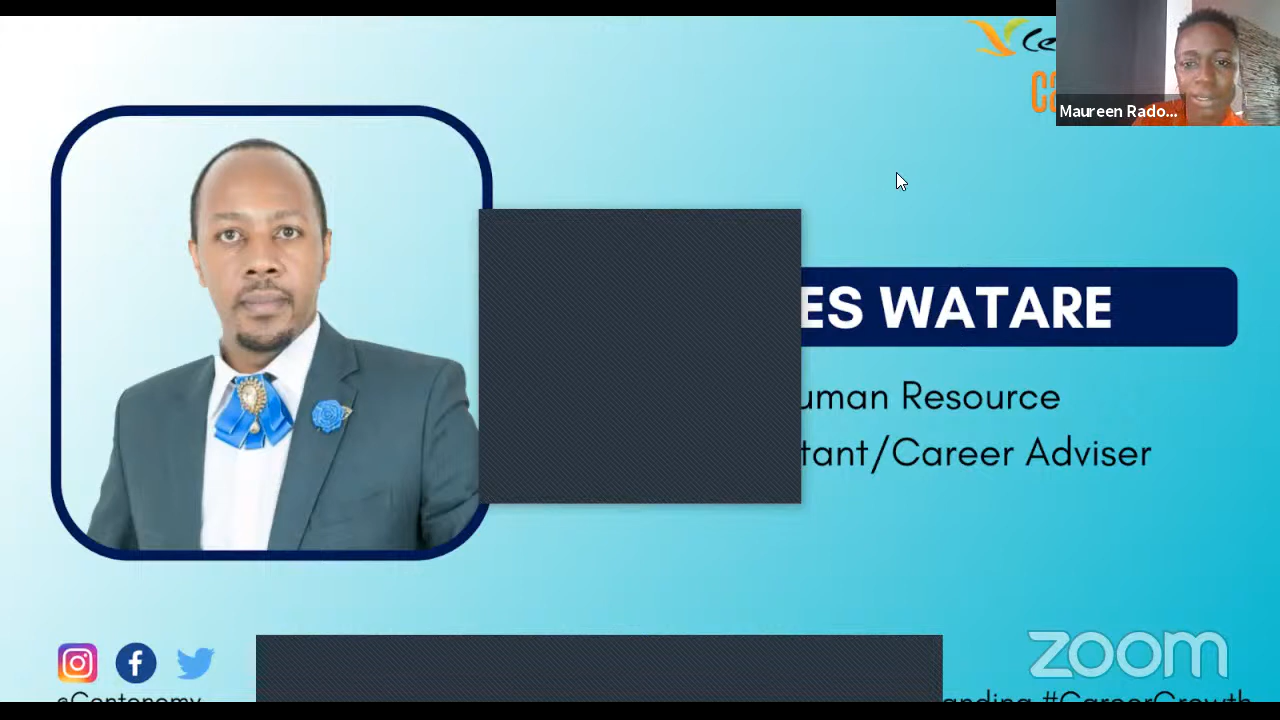 Maureen Rado...
ES WATARE
uman Resource
tant/Career Adviser
zoom